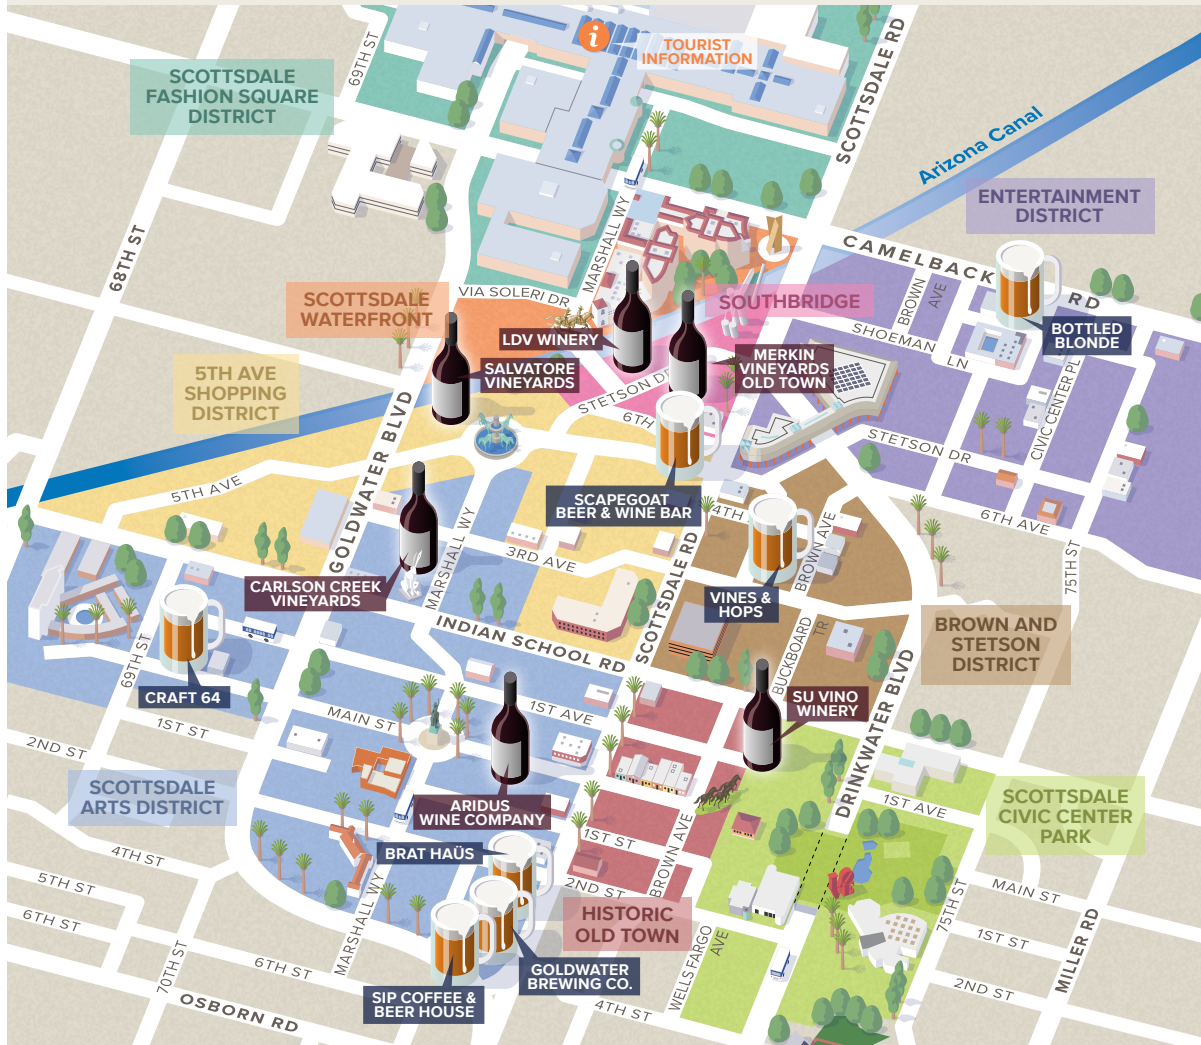 TOURIST
INFORMATION
69TH ST
SCOTTSDALE
FASHION SQUARE
DISTRICT
SCOTTSDALE RD
Arizona Canal
ENTERTAINMENT
DISTRICT
68TH ST
MARSHALL WY
CAMELBACK RD
BROWN
AVE
VIA SOLERI DR
SCOTTSDALE
WATERFRONT
SOUTHBRIDGE
SHOEMAN LN
BOTTLED
BLONDE
LDV WINERY
MERKIN
VINEYARDS
OLD TOWN
SALVATORE
VINEYARDS
5TH AVE
SHOPPING
DISTRICT
STETSON DR
6TH
CIVIC CENTER PL
GOLDWATER BLVD
STETSON DR
5TH AVE
SCAPEGOAT
BEER & WINE BAR
4TH
6TH AVE
MARSHALL WY
3RD AVE
SCOTTSDALE RD
BROWN AVE
75TH ST
CARLSON CREEK
VINEYARDS
VINES &
HOPS
INDIAN SCHOOL RD
BUCKBOARD
TR
BROWN AND
STETSON
DISTRICT
69TH ST
CRAFT 64
SU VINO
WINERY
DRINKWATER BLVD
1ST ST
MAIN ST
1ST AVE
2ND ST
SCOTTSDALE
ARTS DISTRICT
ARIDUS
WINE COMPANY
1ST AVE
SCOTTSDALE
CIVIC CENTER
PARK
1ST ST
BROWN AVE
BRAT HAÜS
4TH ST
5TH ST
2ND ST
MAIN ST
6TH ST
MARSHALL WY
HISTORIC
OLD TOWN
75TH ST
1ST ST
MILLER RD
70TH ST
6TH ST
GOLDWATER
BREWING CO.
WELLS FARGO
AVE
2ND ST
SIP COFFEE &
BEER HOUSE
OSBORN RD
4TH ST